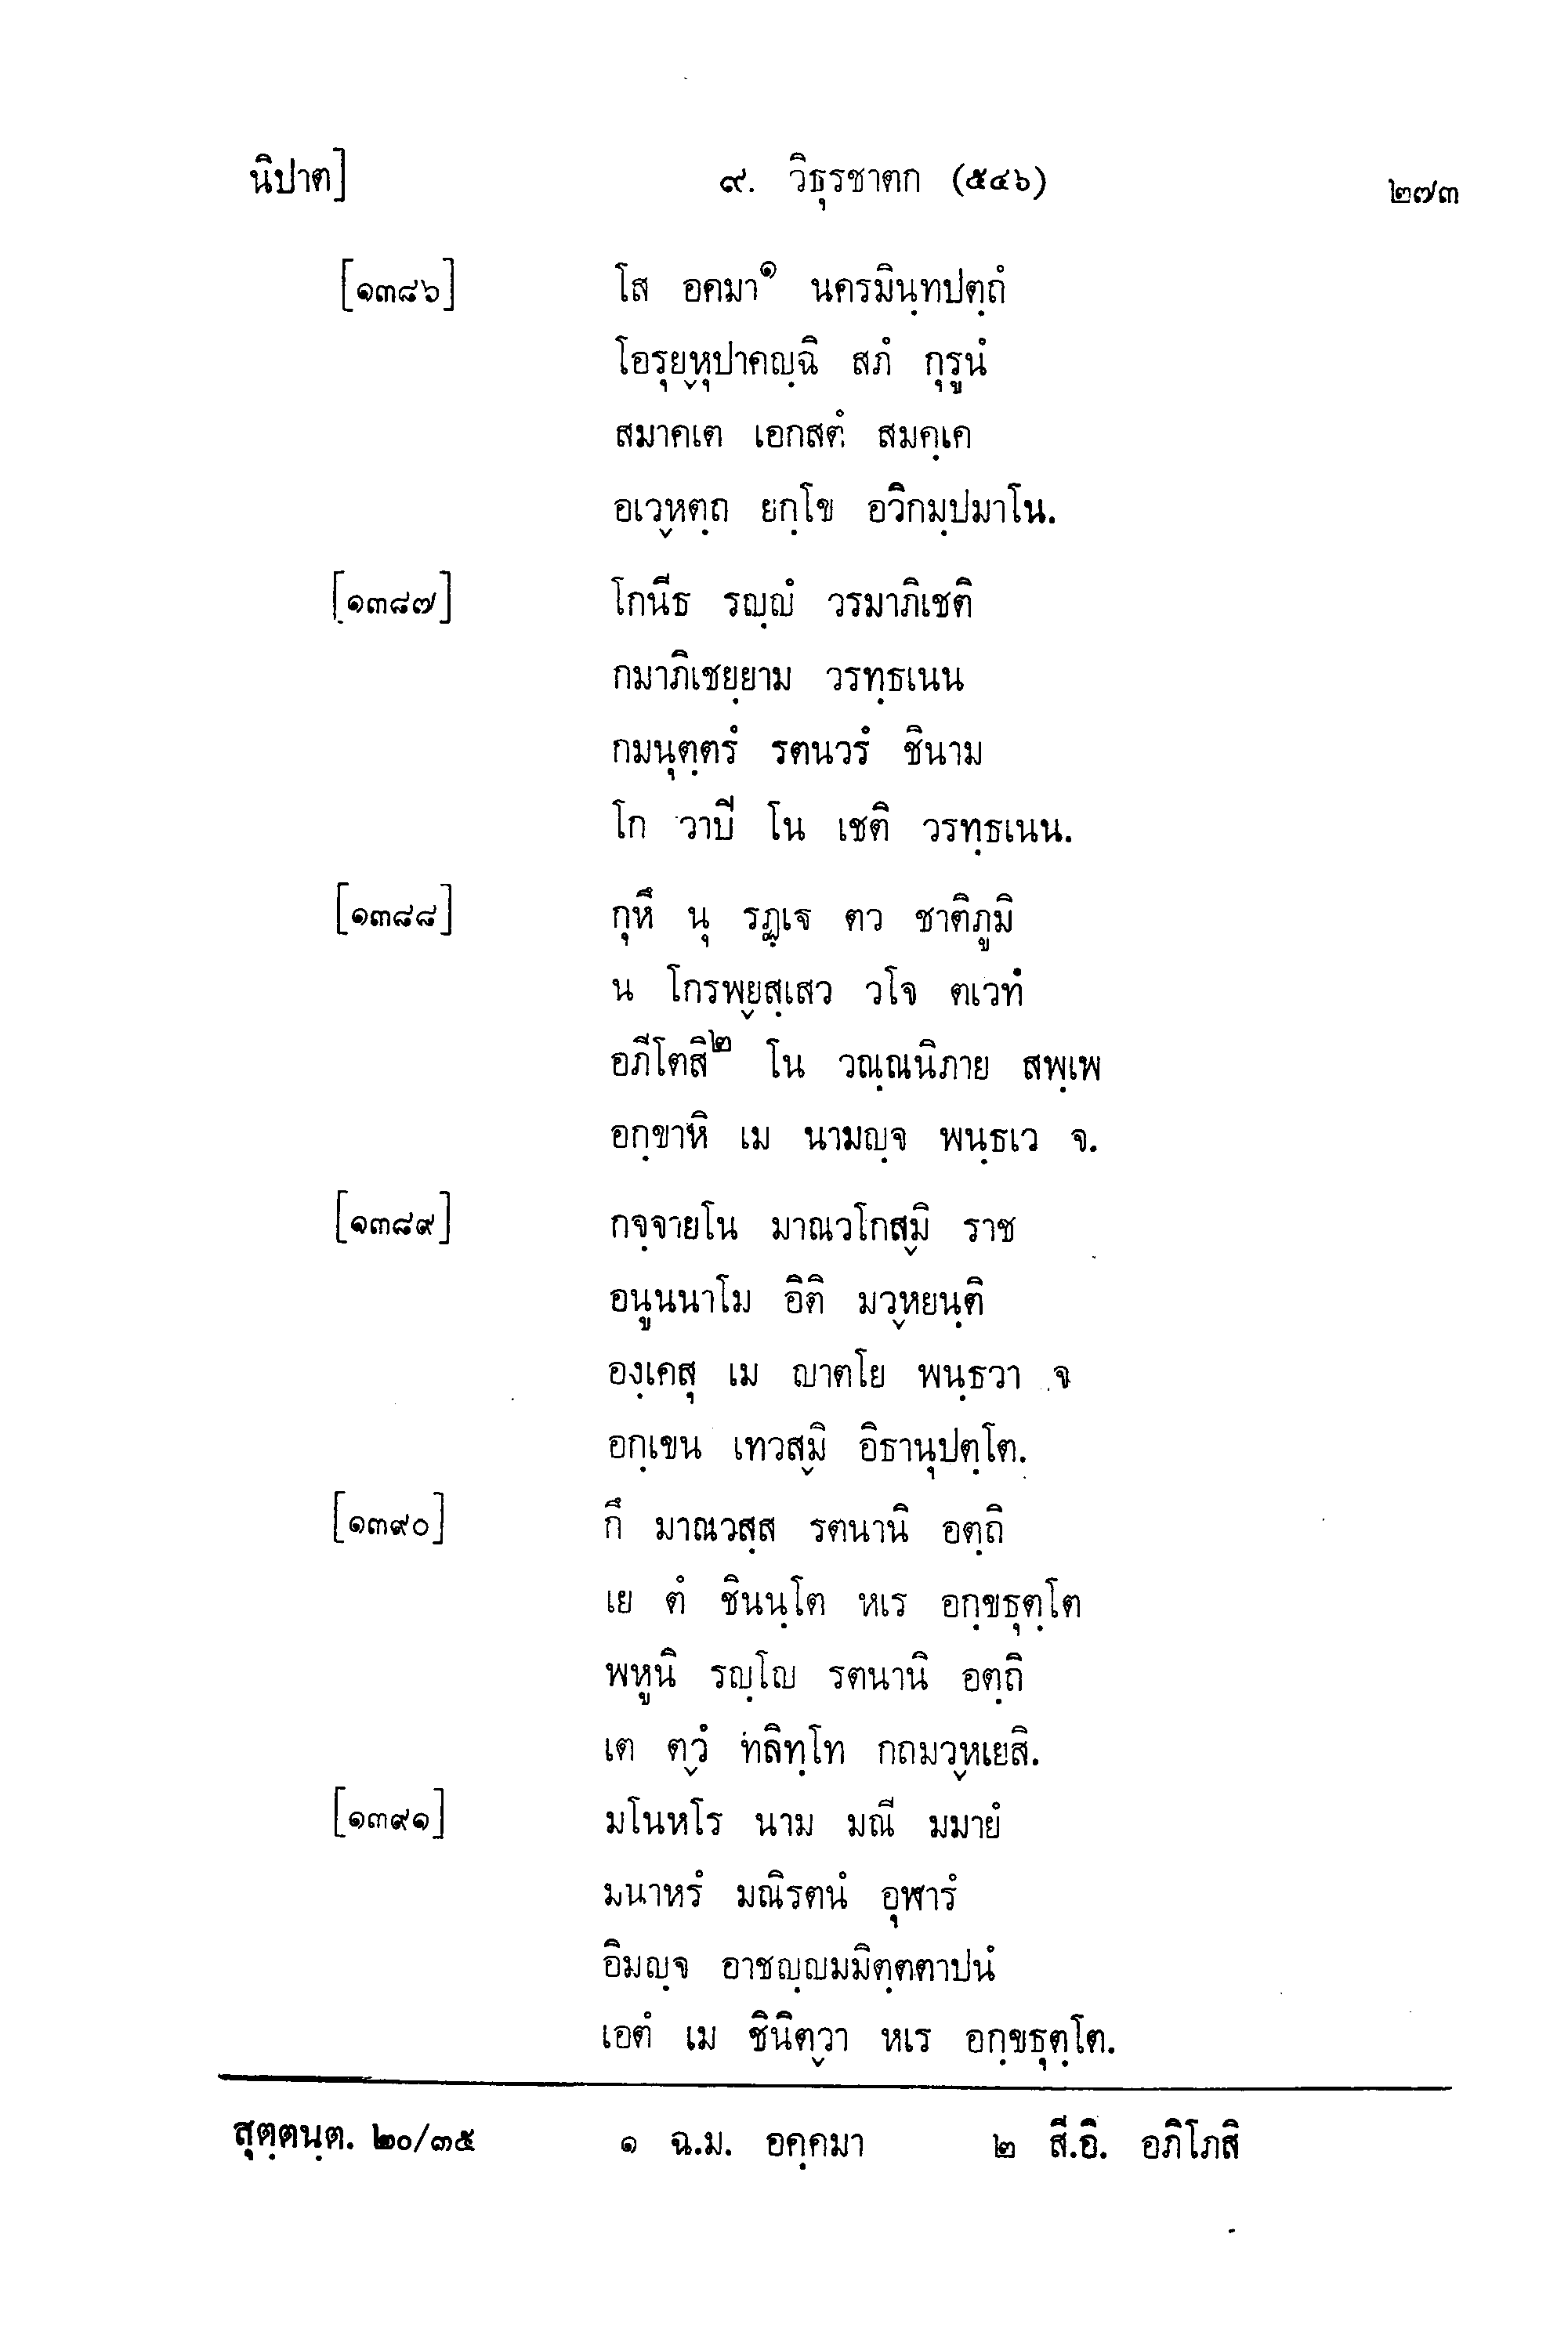 นิปาต] ๙. วิธุรชาตก (๕๔๖) ๒๗๓
[๑๓๘๖] โส อคมา๑ นครมินฺทปตฺถํ
โอรุยฺหุปาคญฺฉิ สภํ กุรูนํ
สมาคเต เอกสตํ สมคฺเค
อเวฺหตฺถ ยกฺโข อวิกมฺปมาโน.
[๑๓๘๗] โกนีธ รญฺญํ วรมาภิเชติ
กมาภิเชยฺยาม วรทฺธเนน
กมนุตฺตรํ รตนวรํ ชินาม
โก วาปี โน เชติ วรทฺธเนน.
[๑๓๘๘] กุหึ นุ รฏฺเฐ ตว ชาติภูมิ
น โกรพฺยสฺเสว วโจ ตเวทํ
อภีโตสิ๒ โน วณฺณนิภาย สพฺเพ
อกฺขาหิ เม นามญฺจ พนฺธเว จ.
[๑๓๘๙] กจฺจายโน มาณวโกสฺมิ ราช
อนูนนาโม อิติ มวฺหยนฺติ
องฺเคสุ เม ญาตโย พนฺธวา จ
อกฺเขน เทวสฺมิ อิธานุปตฺโต.
[๑๓๙๐] กึ มาณวสฺส รตนานิ อตฺถิ
เย ตํ ชินนฺโต หเร อกฺขธุตฺโต
พหูนิ รญฺโญ รตนานิ อตฺถิ
เต ตฺวํ ทลิทฺโท กถมวฺหเยสิ.
[๑๓๙๑] มโนหโร นาม มณี มมายํ
มนาหรํ มณิรตนํ อุฬารํ
อิมญฺจ อาชญฺญมมิตฺตตาปนํ
เอตํ เม ชินิตฺวา หเร อกฺขธุตฺโต.
สุตฺตนฺต. ๒๐/๓๕ ๑ ฉ.ม. อคฺคมา ๒ สี.อิ. อภิโภสิ